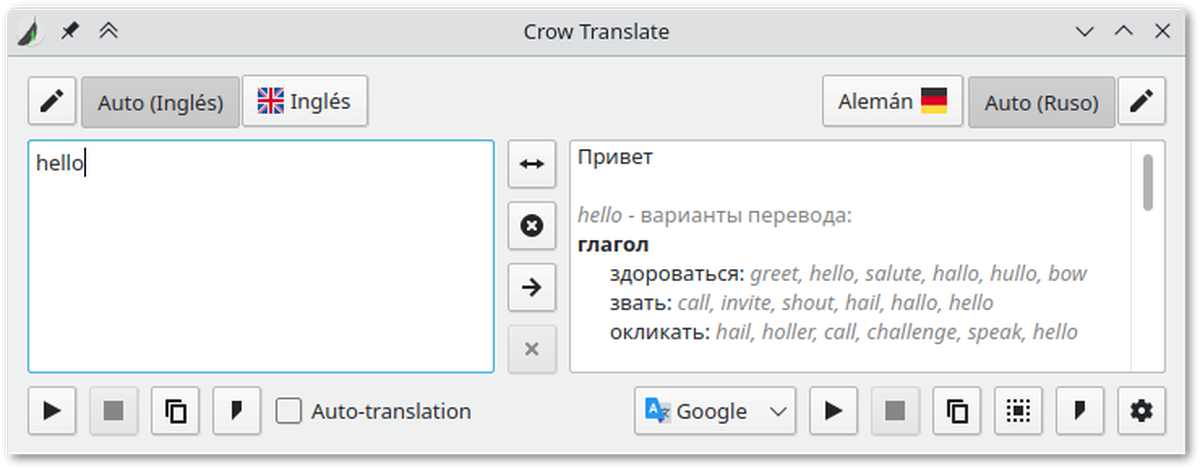 Crow Translate
Auto (Inglés) Inglés Alemán Auto (Ruso)
hello
Привет
hello - варианты перевода:
глагол
здороваться: greet, hello, salute, hallo, hullo, bow
звать: call, invite, shout, hail, hallo, hello
окликать: hail, holler, call, challenge, speak, hello
Auto-translation Google